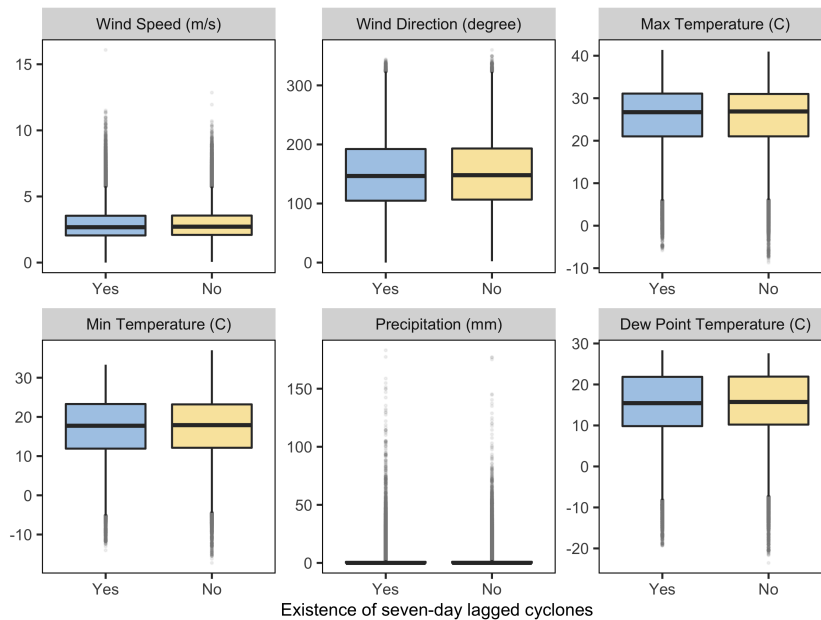 Wind Speed (m/s)
Wind Direction (degree)
Max Temperature (C)
15
10
5
0
Yes
No
300
200
100
0
Yes
No
40
30
20
10
0
-10
Yes
No
Min Temperature (C)
Precipitation (mm)
Dew Point Temperature (C)
30
20
10
0
-10
Yes
No
150
100
50
0
Yes
No
30
20
10
0
-10
-20
Yes
No
Existence of seven-day lagged cyclones